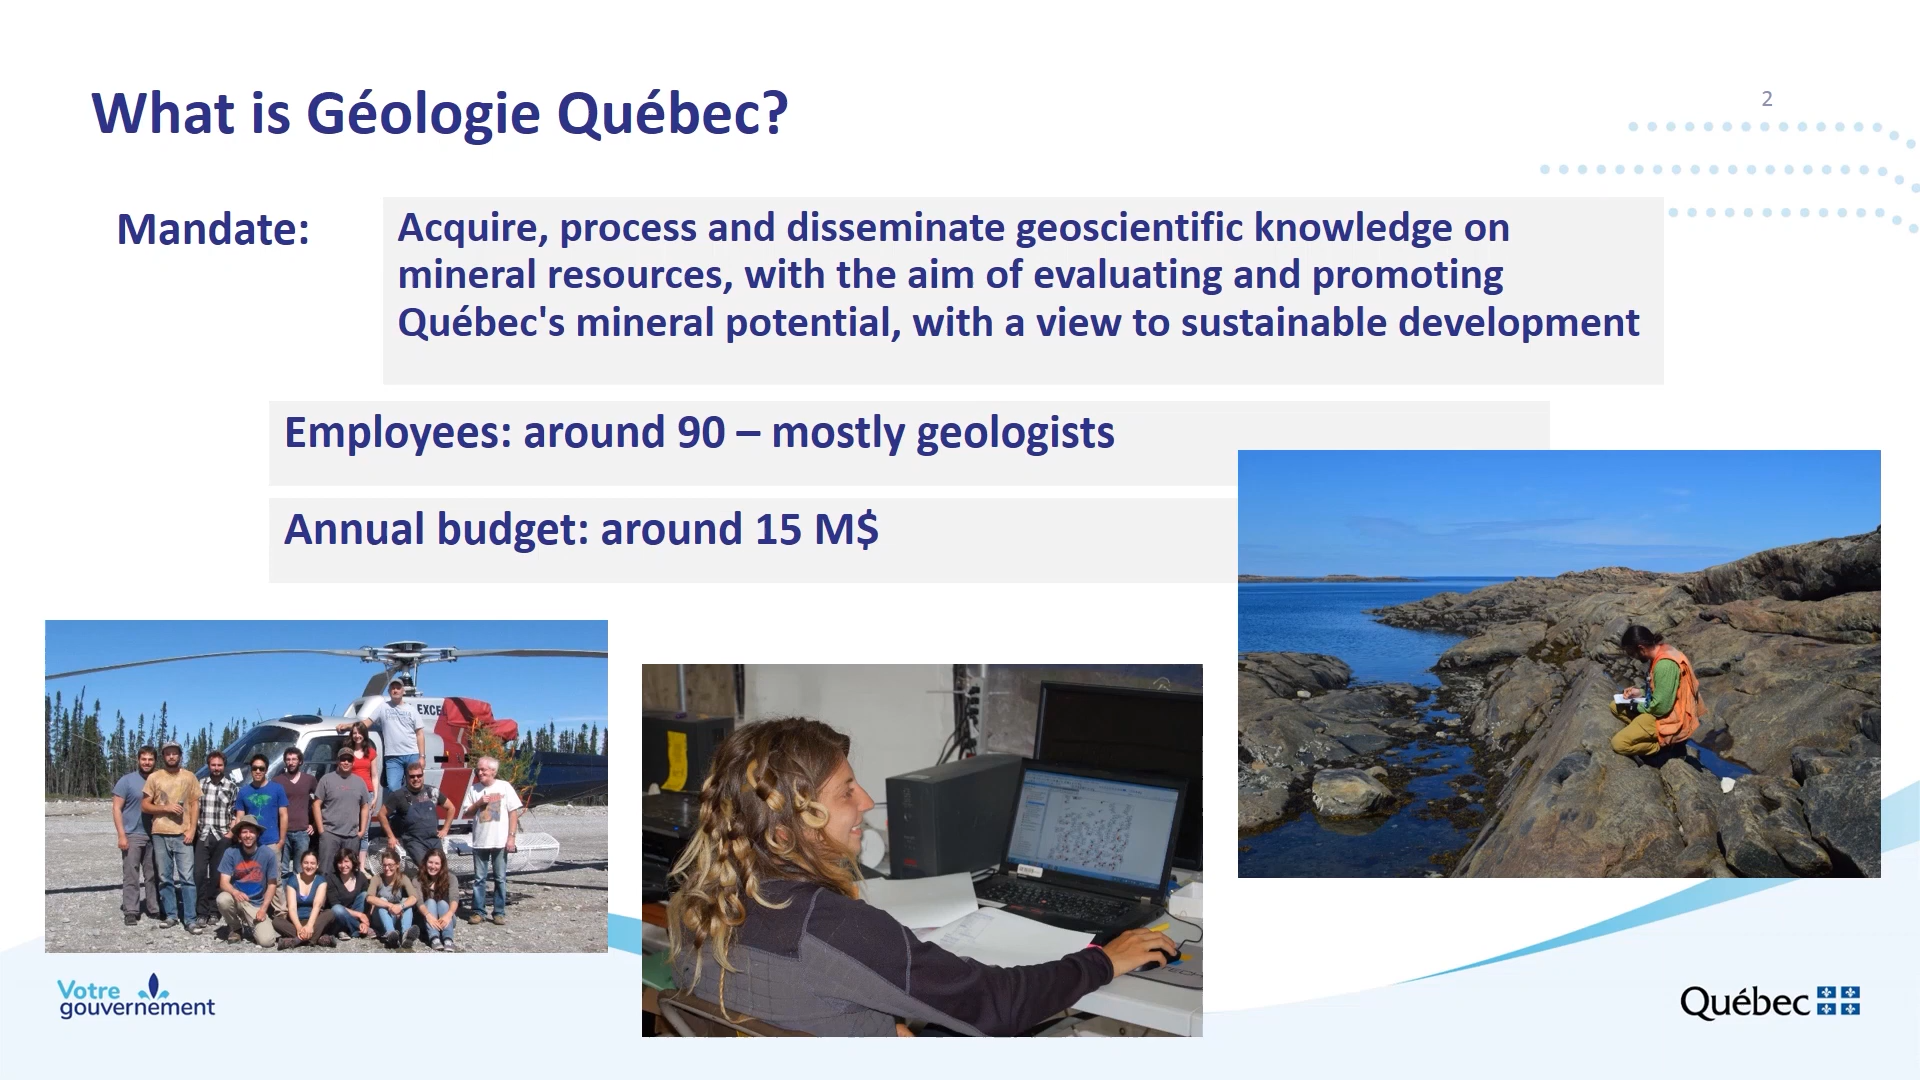 What is Géologie Québec?
2
Mandate:
Acquire, process and disseminate geoscientific knowledge on
mineral resources, with the aim of evaluating and promoting
Québec's mineral potential, with a view to sustainable development
Employees: around 90 – mostly geologists
Annual budget: around 15 M$
EXCE
Votre
gouvernement
Québec